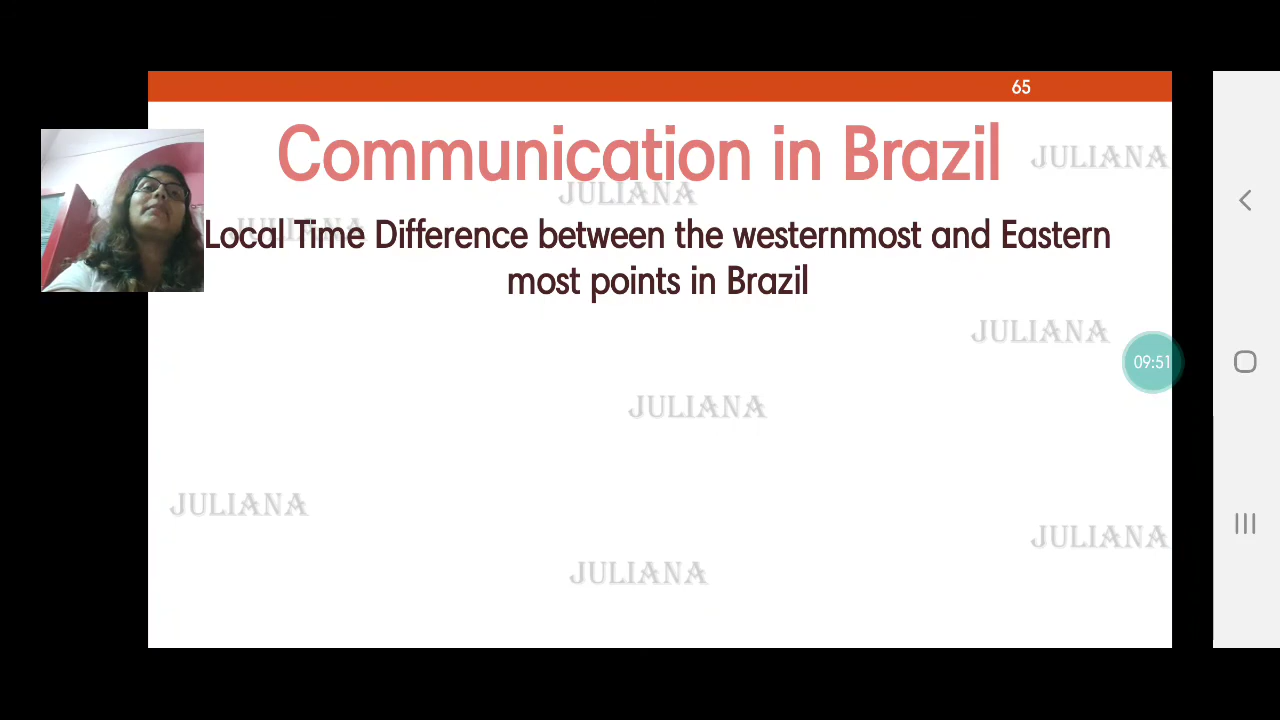 65
Communication in Brazil
JULIANA
JULIANA
JULIANA
Local Time Difference between the westernmost and Eastern
most points in Brazil
JULIANA
09:51
JULIANA
JULIANA
JULIANA
JULIANA